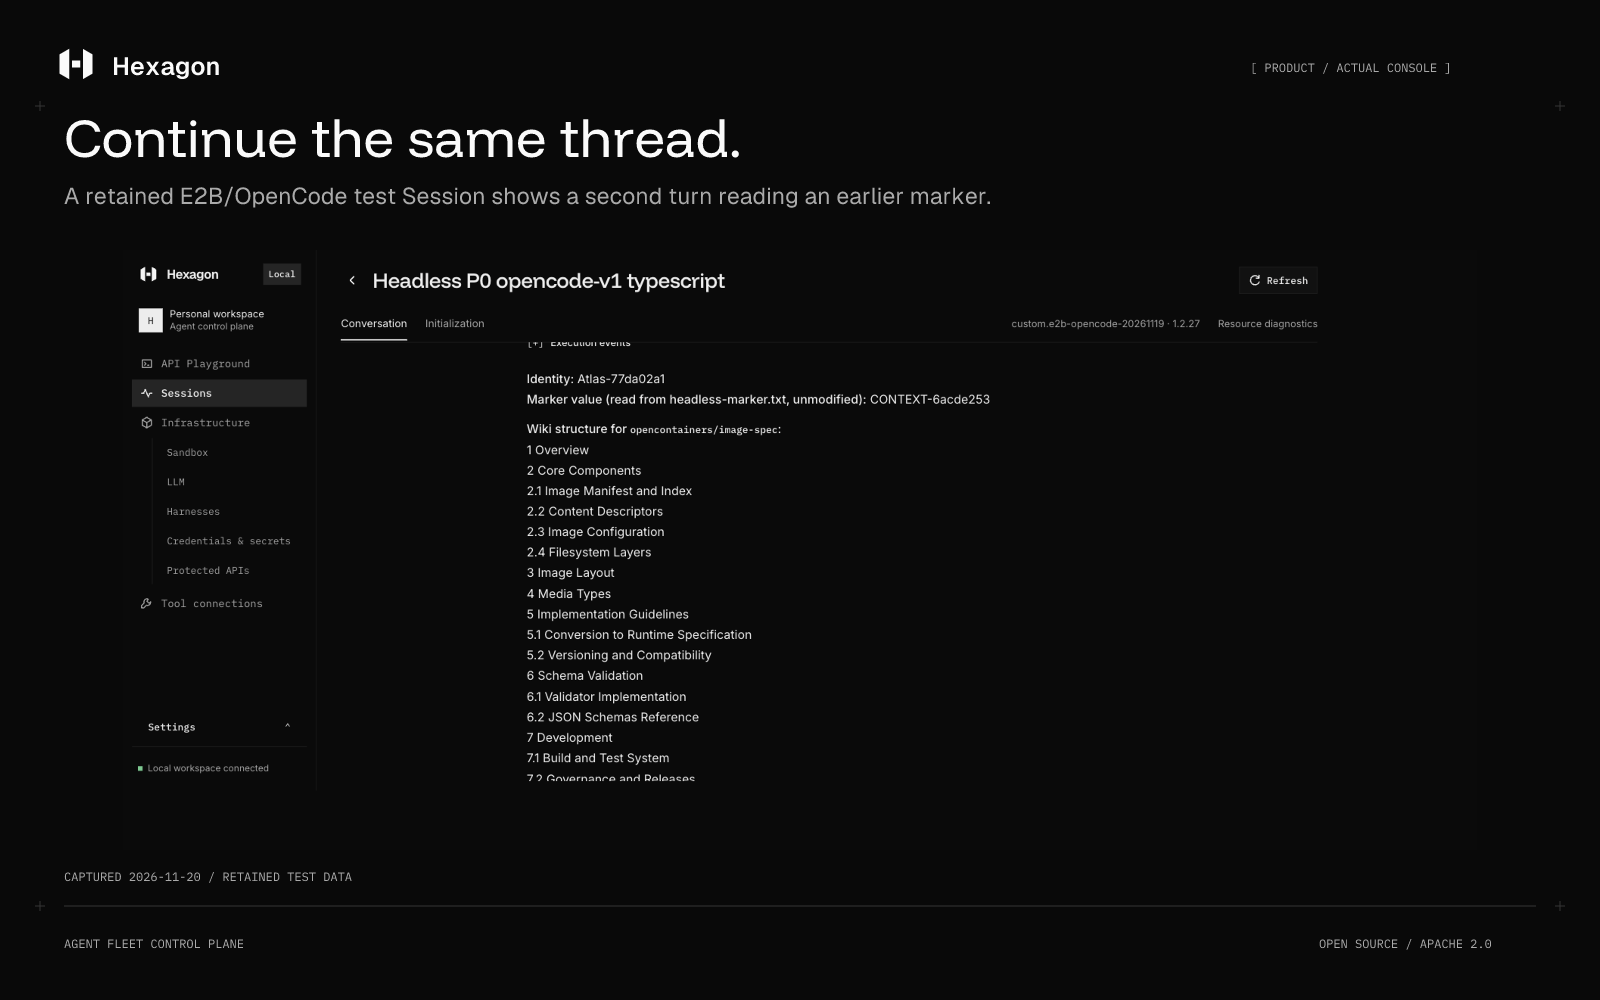 Hexagon
[ PRODUCT / ACTUAL CONSOLE ]
Continue the same thread.
A retained E2B/OpenCode test Session shows a second turn reading an earlier marker.
Hexagon
Local
H
Personal workspace
Agent control plane
API Playground
Sessions
Infrastructure
Sandbox
LLM
Harnesses
Credentials & secrets
Protected APIs
Tool connections
Settings
Local workspace connected
Headless P0 opencode-v1 typescript
Refresh
Conversation
Initialization
custom.e2b-opencode-20261119 · 1.2.27
Resource diagnostics
[+] Execution events
Identity: Atlas-77da02a1
Marker value (read from headless-marker.txt, unmodified): CONTEXT-6acde253
Wiki structure for opencontainers/image-spec:
1 Overview
2 Core Components
2.1 Image Manifest and Index
2.2 Content Descriptors
2.3 Image Configuration
2.4 Filesystem Layers
3 Image Layout
4 Media Types
5 Implementation Guidelines
5.1 Conversion to Runtime Specification
5.2 Versioning and Compatibility
6 Schema Validation
6.1 Validator Implementation
6.2 JSON Schemas Reference
7 Development
7.1 Build and Test System
7.2 Governance and Releases
CAPTURED 2026-11-20 / RETAINED TEST DATA
AGENT FLEET CONTROL PLANE
OPEN SOURCE / APACHE 2.0